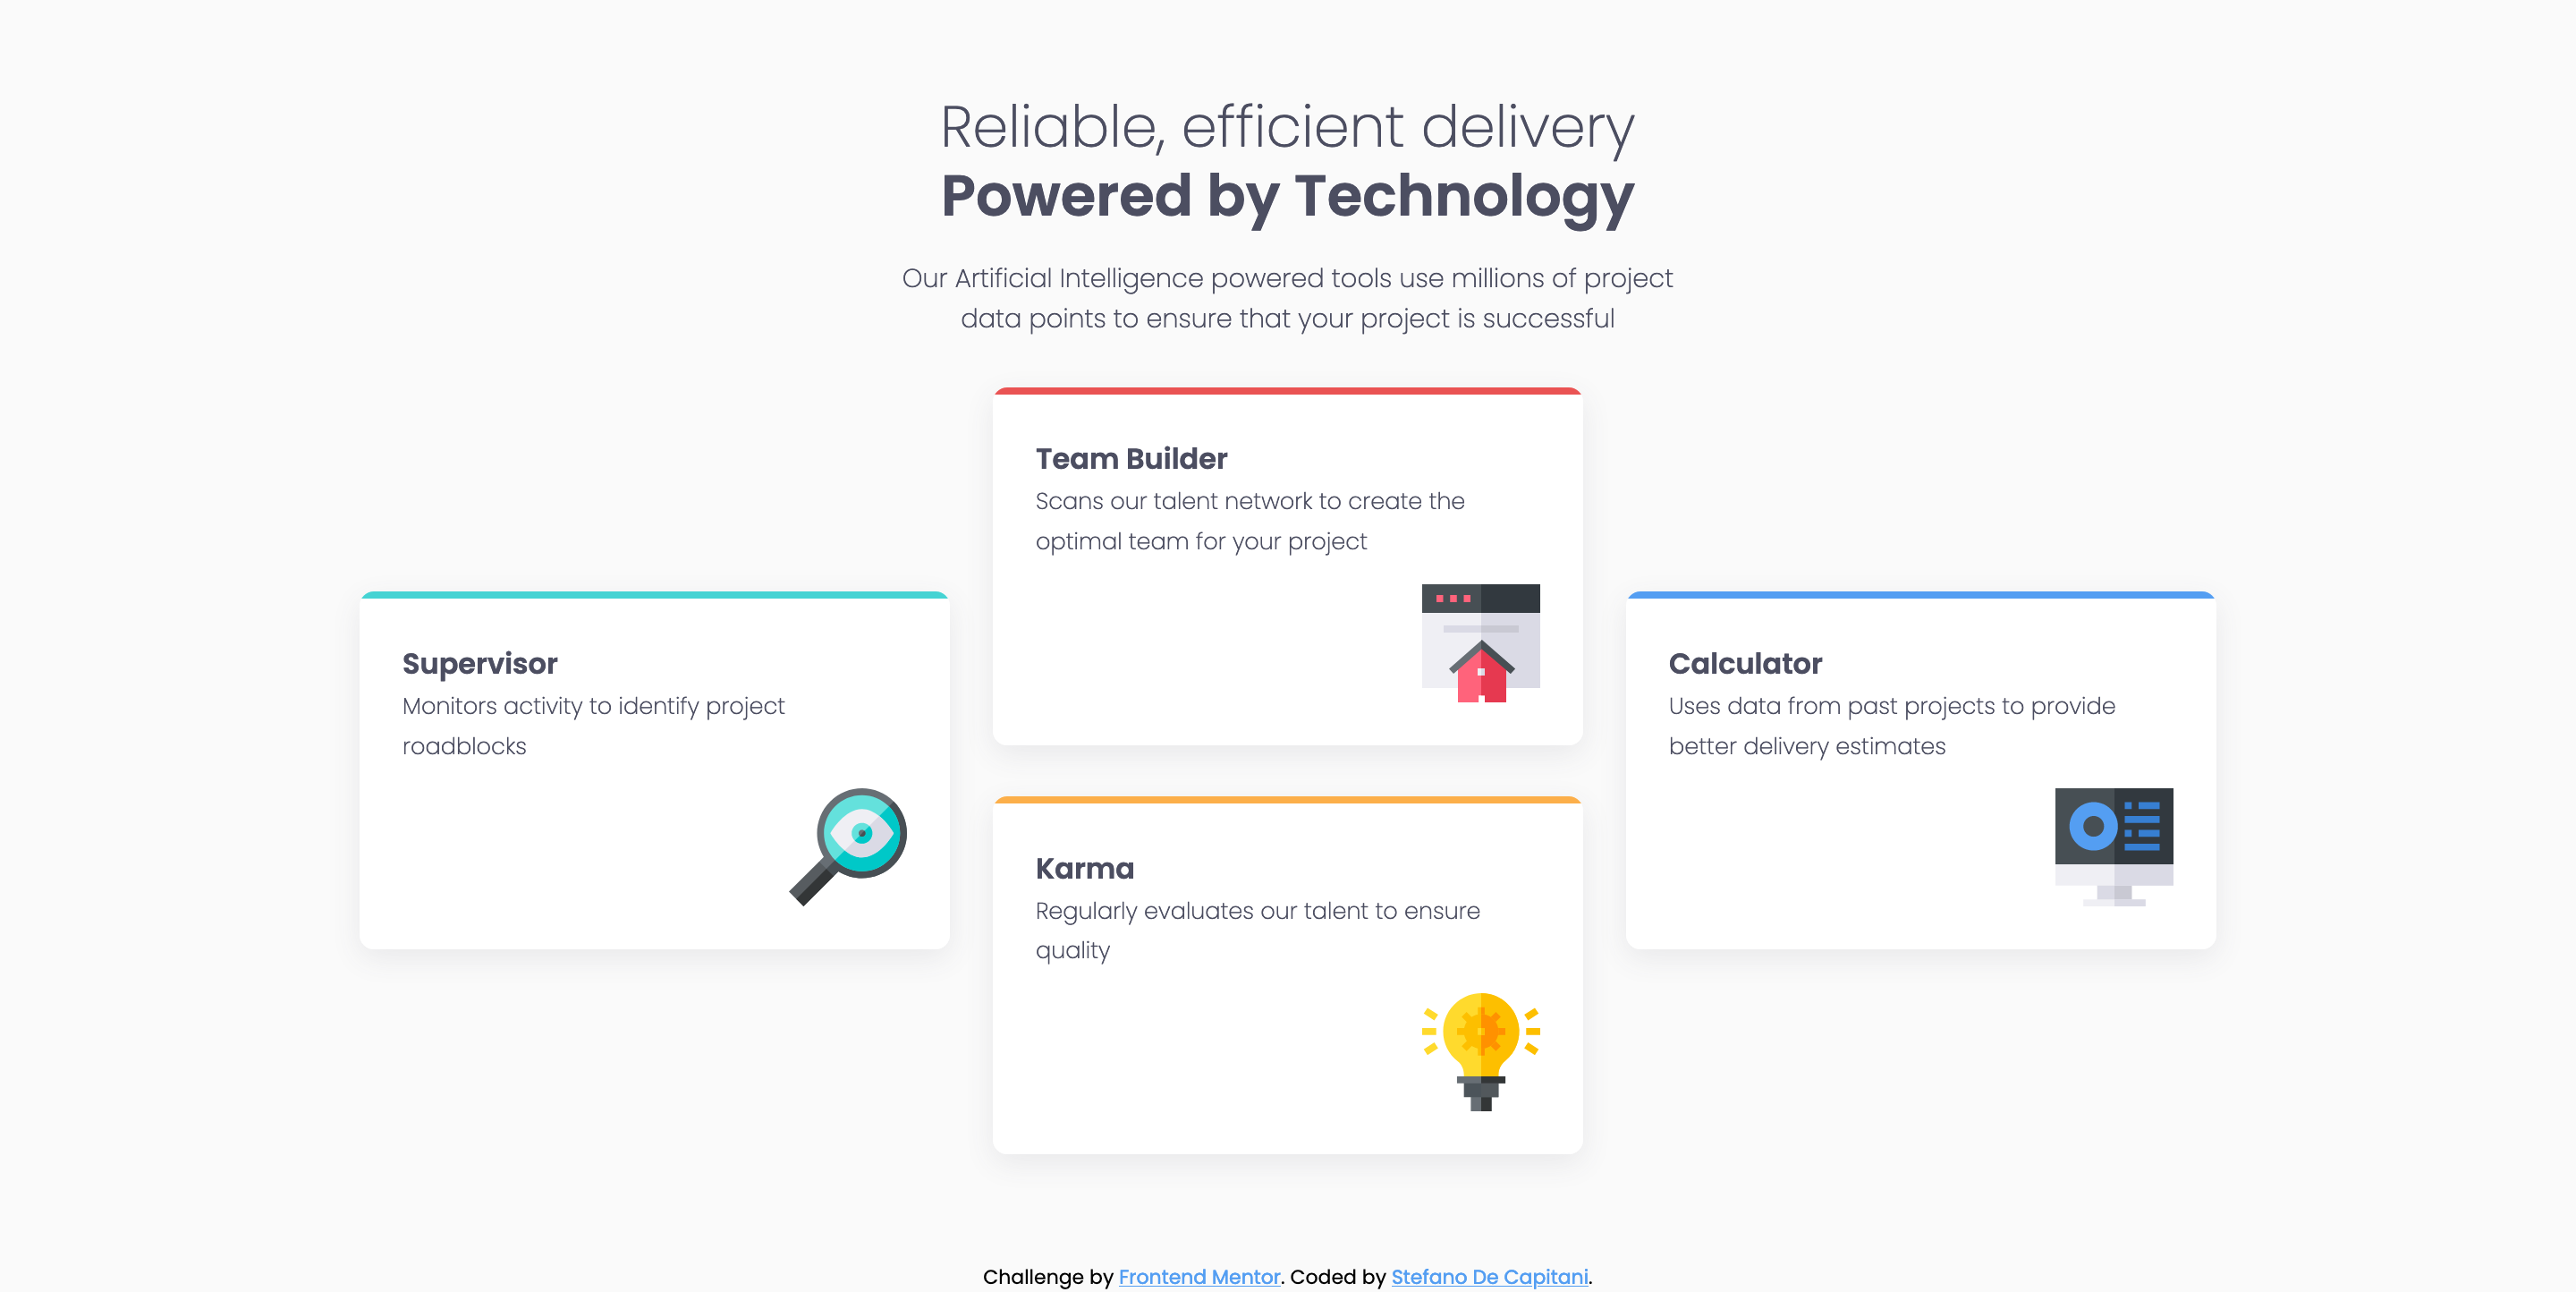 Reliable, efficient delivery
Powered by Technology
Our Artificial Intelligence powered tools use millions of project
data points to ensure that your project is successful
Supervisor
Monitors activity to identify project
roadblocks
Team Builder
Scans our talent network to create the
optimal team for your project
Karma
Regularly evaluates our talent to ensure
quality
Calculator
Uses data from past projects to provide
better delivery estimates
Challenge by Frontend Mentor. Coded by Stefano De Capitani.